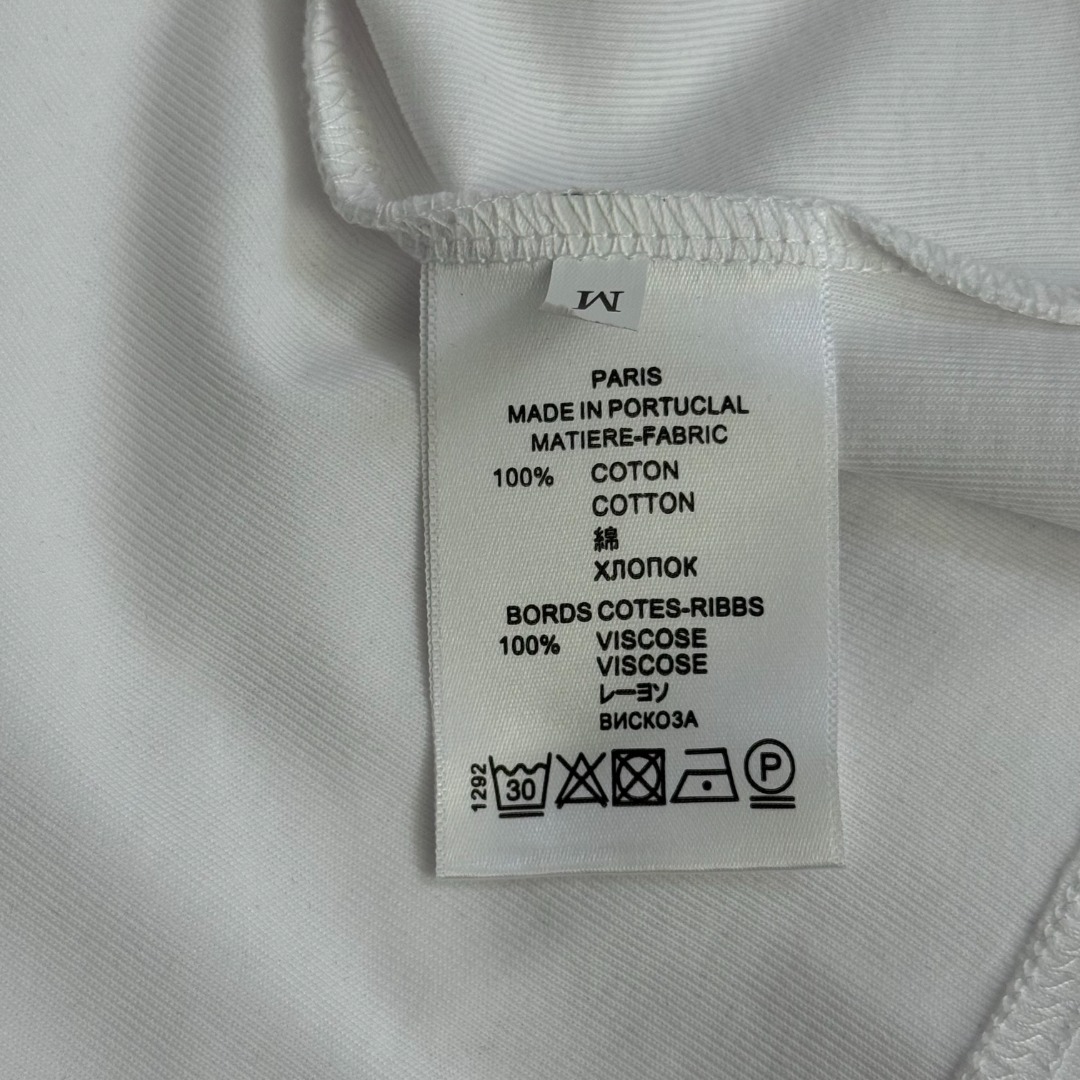 M
PARIS
MADE IN PORTUCLAL
MATIERE-FABRIC
100% COTON
COTTON
綿
ХЛОПОК
BORDS COTES-RIBBS
100% VISCOSE
VISCOSE
レーヨソ
ВИСКОЗА
1292 30 P